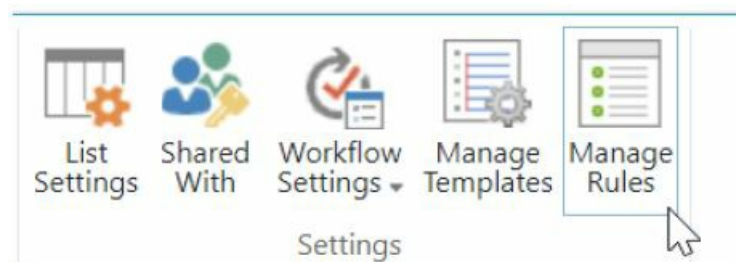 List Settings
Shared With
Workflow Settings
Manage Templates
Manage Rules
Settings